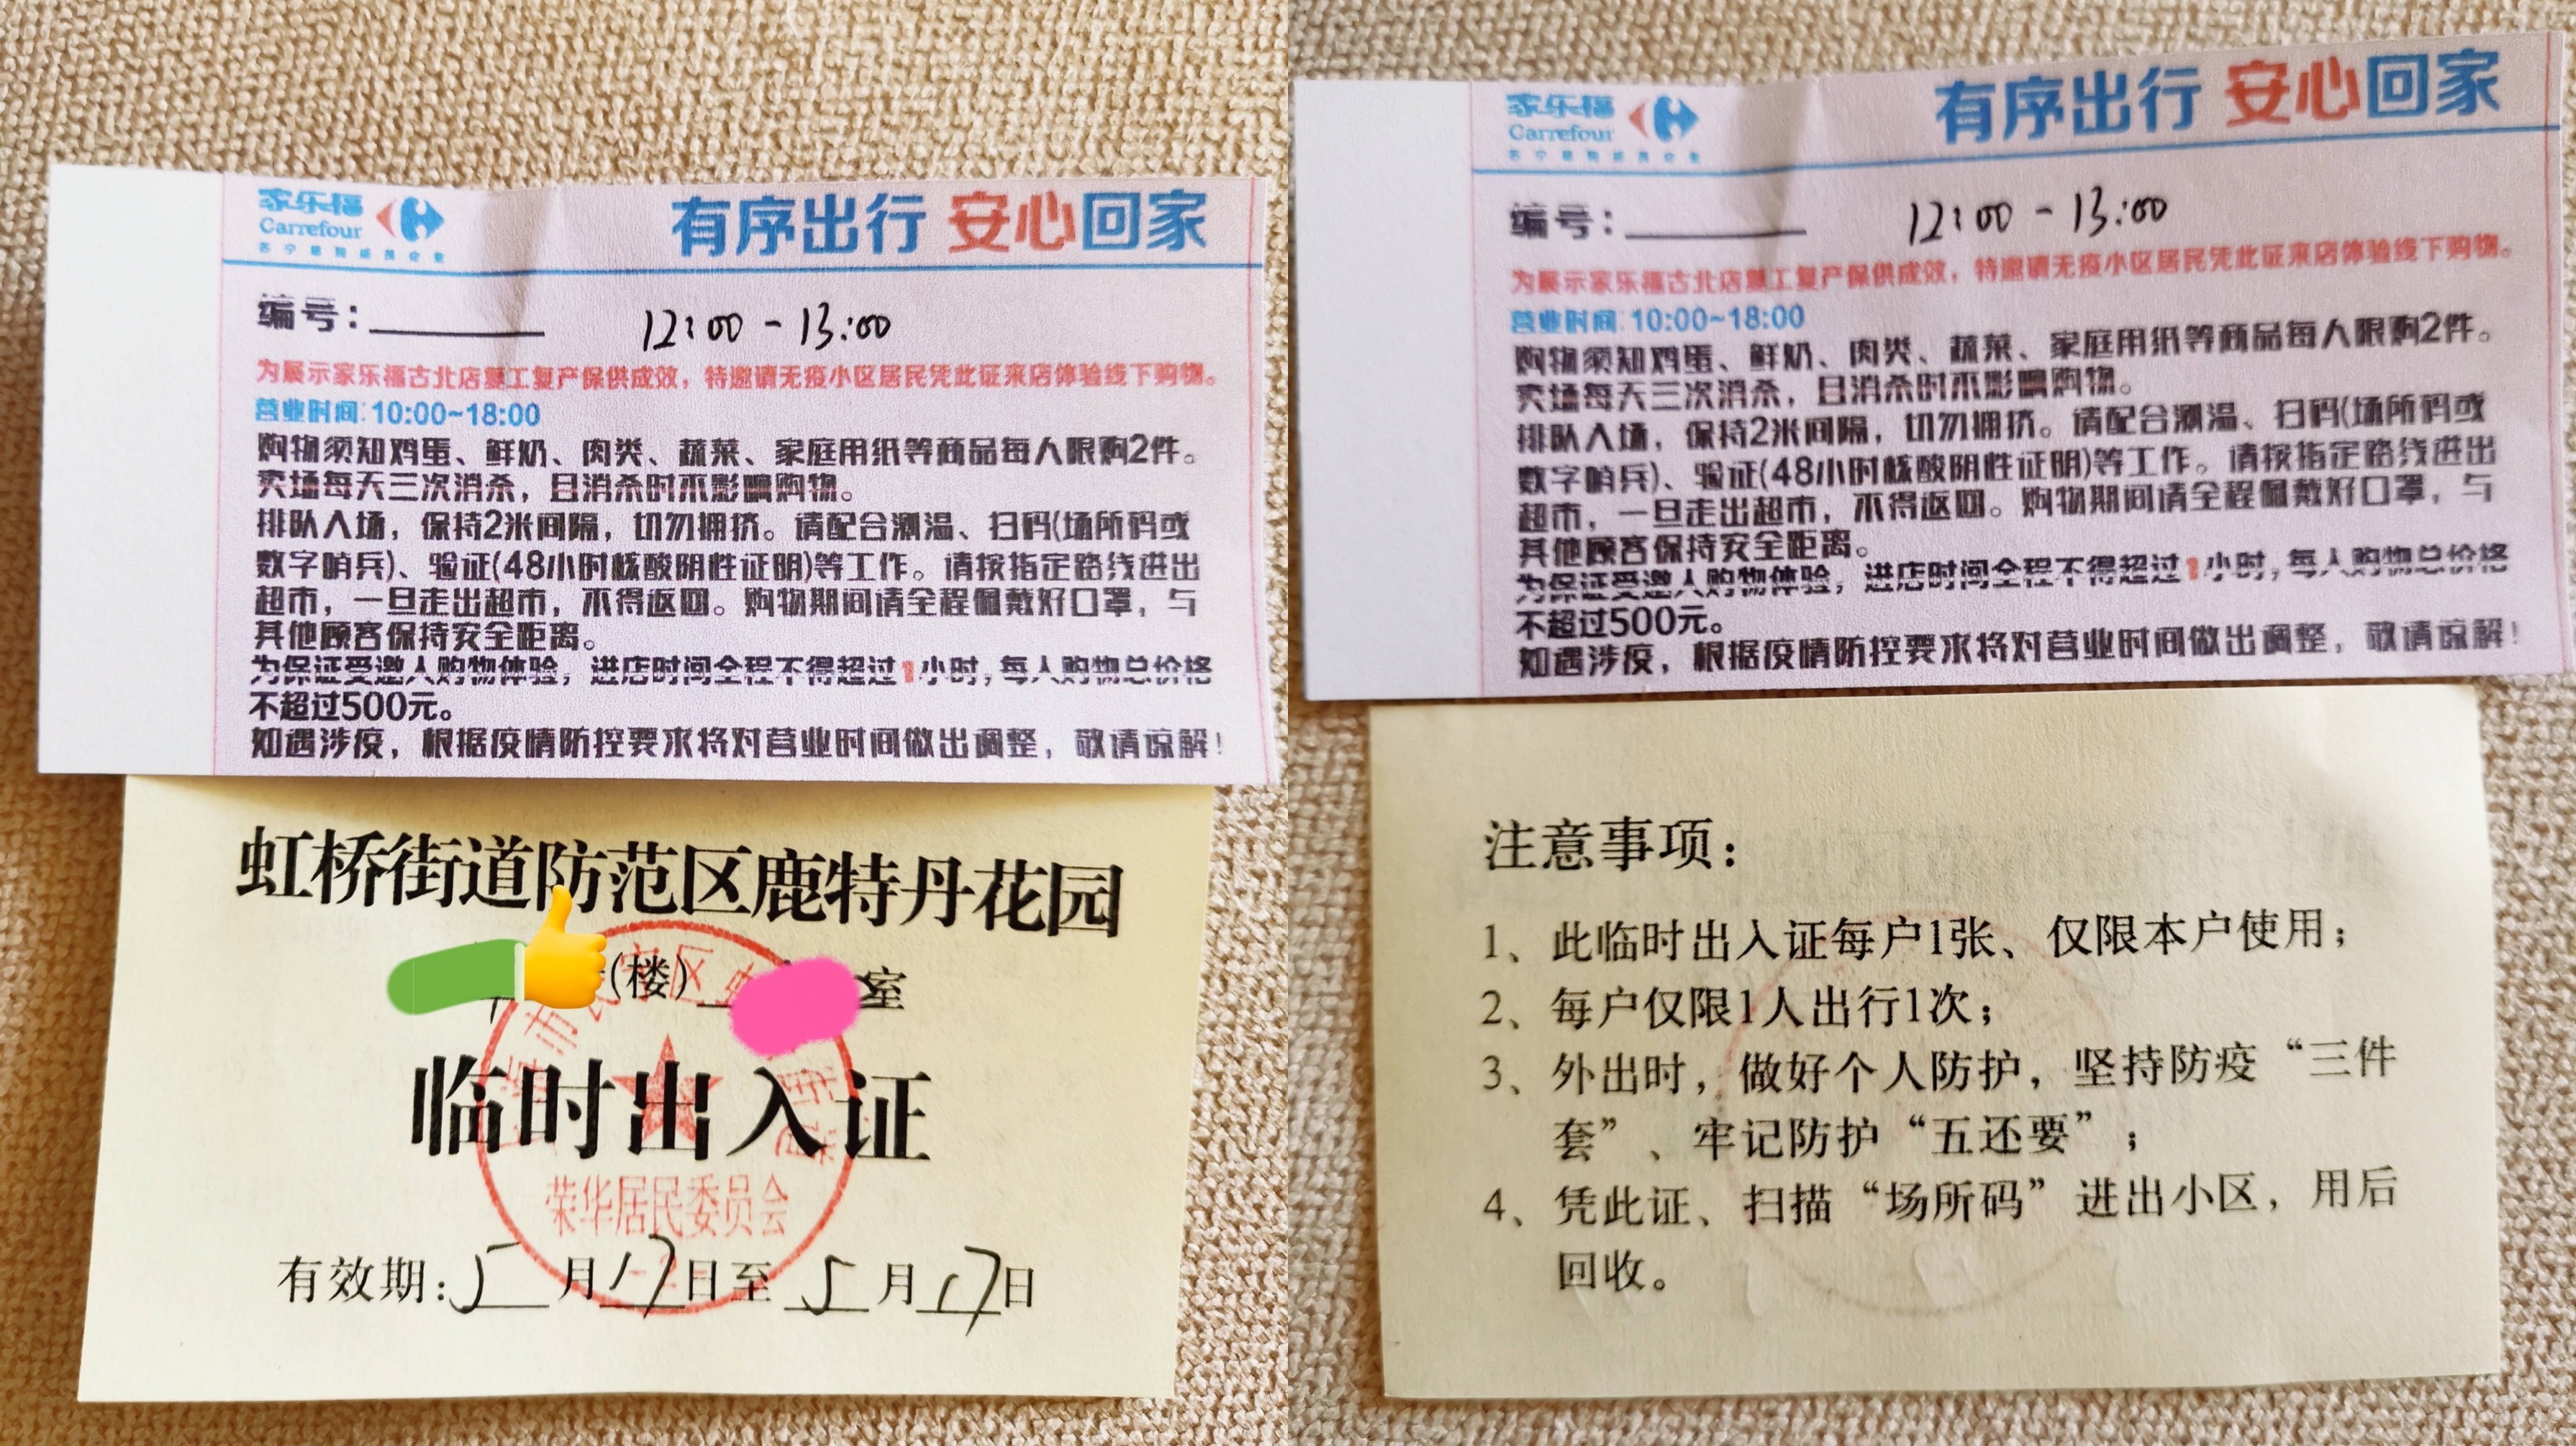 家乐福
Carrefour
苏宁易购成员企业
有序出行 安心回家
编号:
12:00-13:00
为展示家乐福古北店复工复产保供成效，特邀请无疫小区居民凭此证来店体验线下购物。
营业时间:10:00~18:00
购物须知鸡蛋、鲜奶、肉类、蔬菜、家庭用纸等商品每人限购2件。
卖场每天三次消杀，且消杀时不影响购物。
排队入场，保持2米间隔，切勿拥挤。请配合测温、扫码(场所码或
数字哨兵)、验证(48小时核酸阴性证明)等工作。请按指定路线进出
超市，一旦走出超市，不得返回。购物期间请全程佩戴好口罩，与
其他顾客保持安全距离。
为保证受邀人购物体验，进店时间全程不得超过1小时,每人购物总价格
不超过500元。
如遇涉疫，根据疫情防控要求将对营业时间做出调整，敬请谅解!
虹桥街道防范区鹿特丹花园
(楼) 室
临时出入证
荣华居民委员会
有效期:5月17日至5月17日
家乐福
Carrefour
苏宁易购成员企业
有序出行 安心回家
编号:
12:00-13:00
为展示家乐福古北店复工复产保供成效，特邀请无疫小区居民凭此证来店体验线下购物。
营业时间:10:00~18:00
购物须知鸡蛋、鲜奶、肉类、蔬菜、家庭用纸等商品每人限购2件。
卖场每天三次消杀，且消杀时不影响购物。
排队入场，保持2米间隔，切勿拥挤。请配合测温、扫码(场所码或
数字哨兵)、验证(48小时核酸阴性证明)等工作。请按指定路线进出
超市，一旦走出超市，不得返回。购物期间请全程佩戴好口罩，与
其他顾客保持安全距离。
为保证受邀人购物体验，进店时间全程不得超过1小时,每人购物总价格
不超过500元。
如遇涉疫，根据疫情防控要求将对营业时间做出调整，敬请谅解!
注意事项:
1、此临时出入证每户1张、仅限本户使用;
2、每户仅限1人出行1次;
3、外出时，做好个人防护，坚持防疫“三件
套”、牢记防护“五还要”;
4、凭此证、扫描“场所码”进出小区，用后
回收。